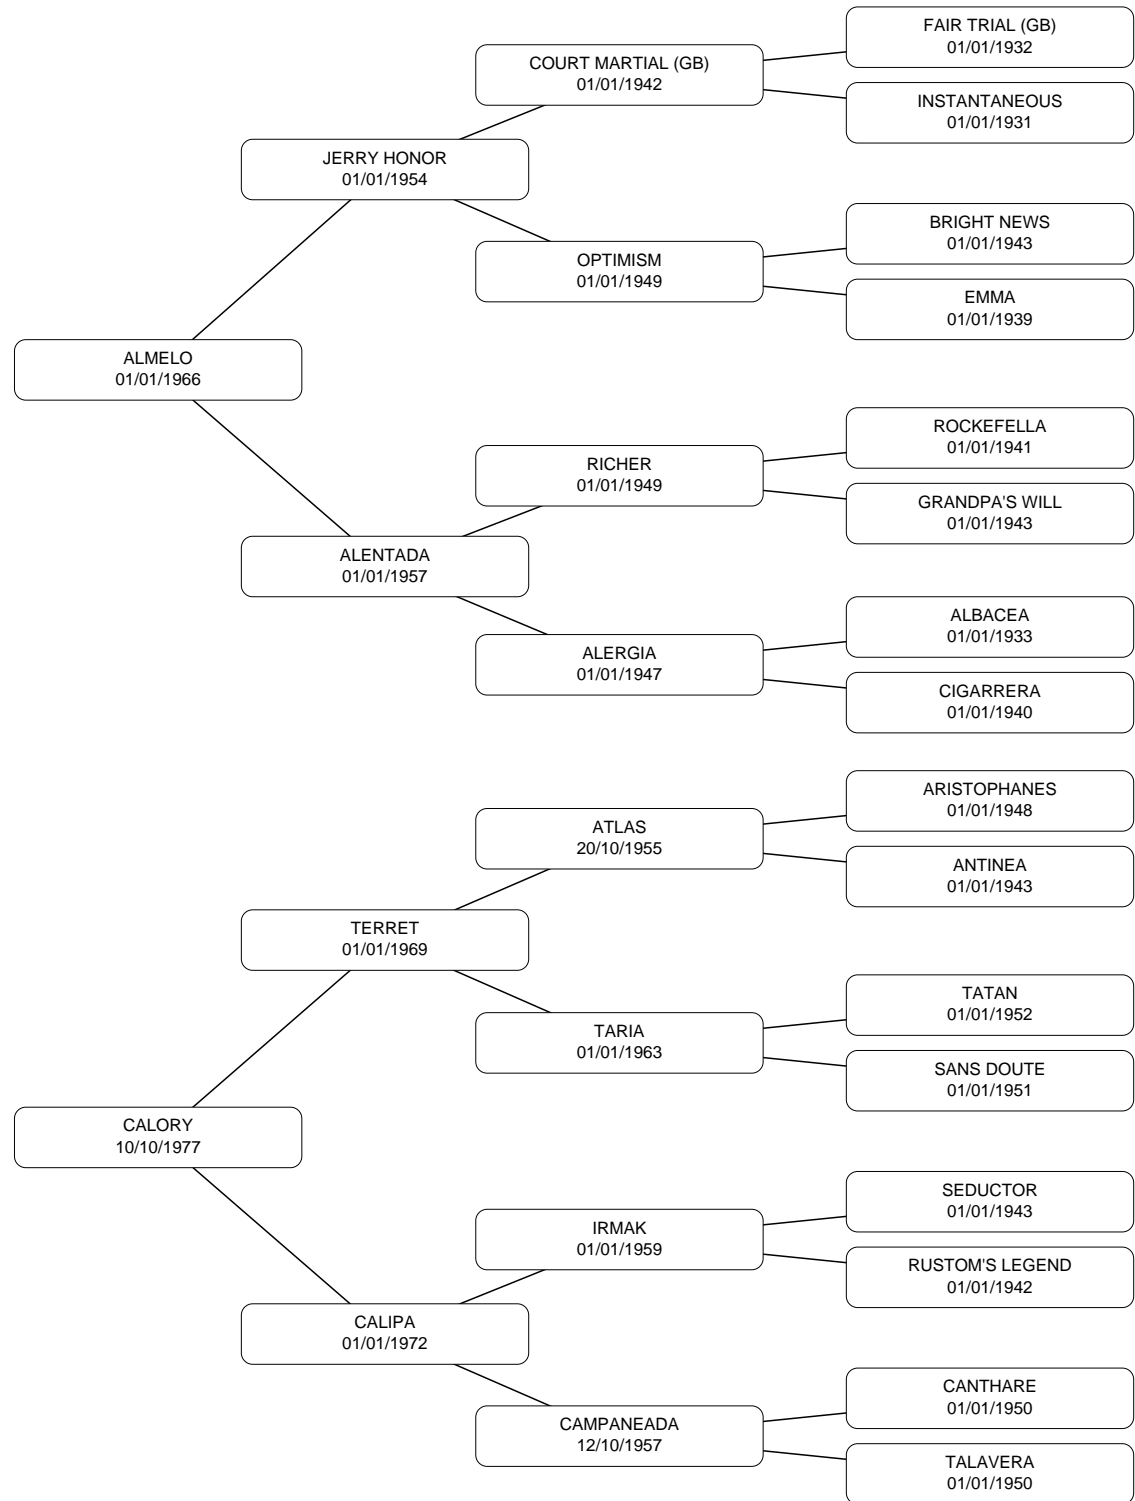 FAIR TRIAL (GB)
01/01/1932
COURT MARTIAL (GB)
01/01/1942
INSTANTANEOUS
01/01/1931
JERRY HONOR
01/01/1954
BRIGHT NEWS
01/01/1943
OPTIMISM
01/01/1949
EMMA
01/01/1939
ALMELO
01/01/1966
ROCKEFELLA
01/01/1941
RICHER
01/01/1949
GRANDPA'S WILL
01/01/1943
ALENTADA
01/01/1957
ALBACEA
01/01/1933
ALERGIA
01/01/1947
CIGARRERA
01/01/1940
ARISTOPHANES
01/01/1948
ATLAS
20/10/1955
ANTINEA
01/01/1943
TERRET
01/01/1969
TATAN
01/01/1952
TARIA
01/01/1963
SANS DOUTE
01/01/1951
CALORY
10/10/1977
SEDUCTOR
01/01/1943
IRMAK
01/01/1959
RUSTOM'S LEGEND
01/01/1942
CALIPA
01/01/1972
CANTHARE
01/01/1950
CAMPANEADA
12/10/1957
TALAVERA
01/01/1950